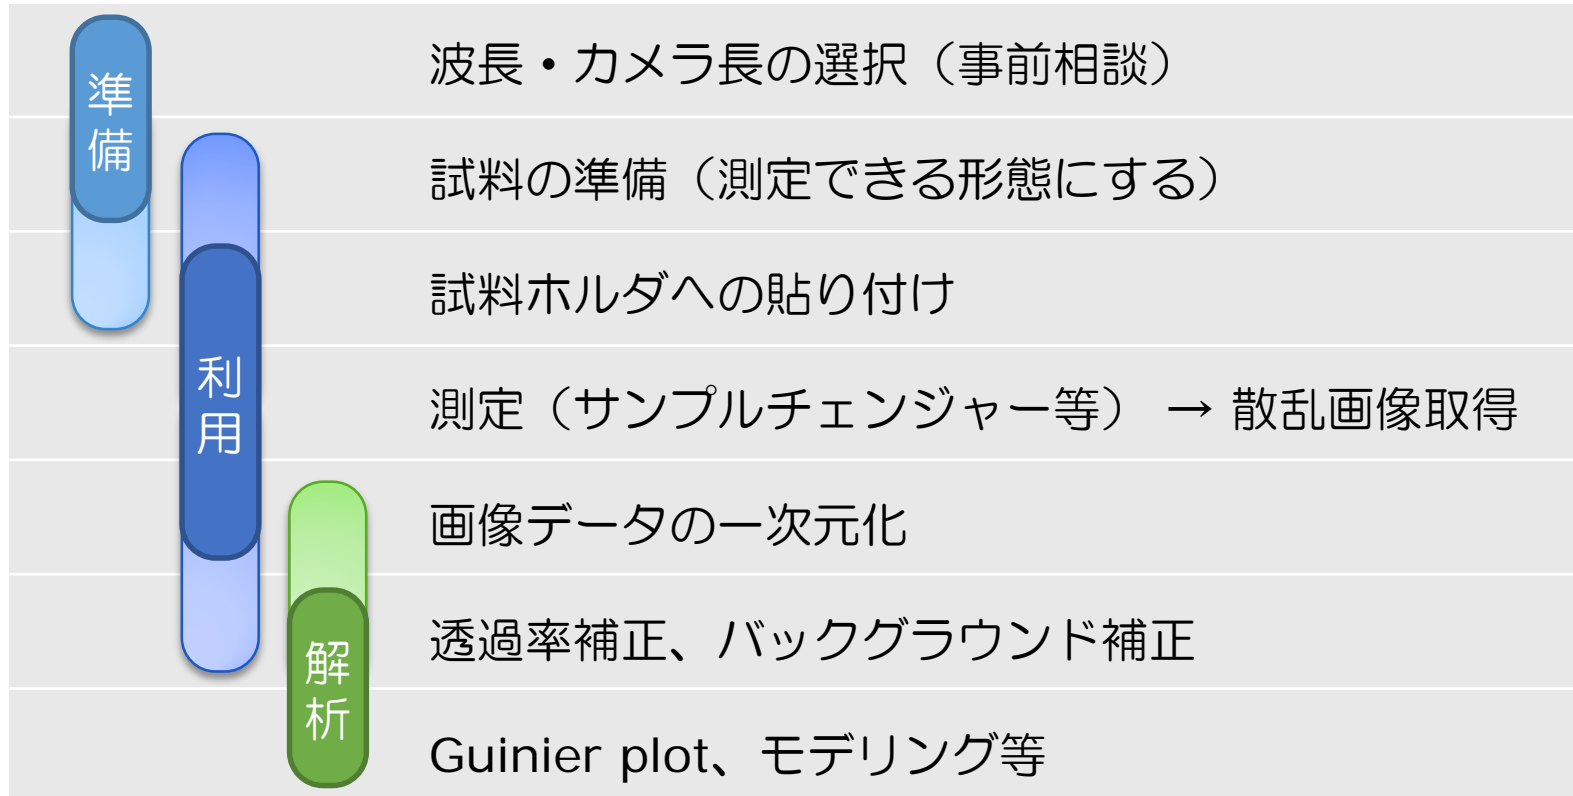 準備
利用
解析
波長・カメラ長の選択（事前相談）
試料の準備（測定できる形態にする）
試料ホルダへの貼り付け
測定（サンプルチェンジャー等） → 散乱画像取得
画像データの一次元化
透過率補正、バックグラウンド補正
Guinier plot、モデリング等